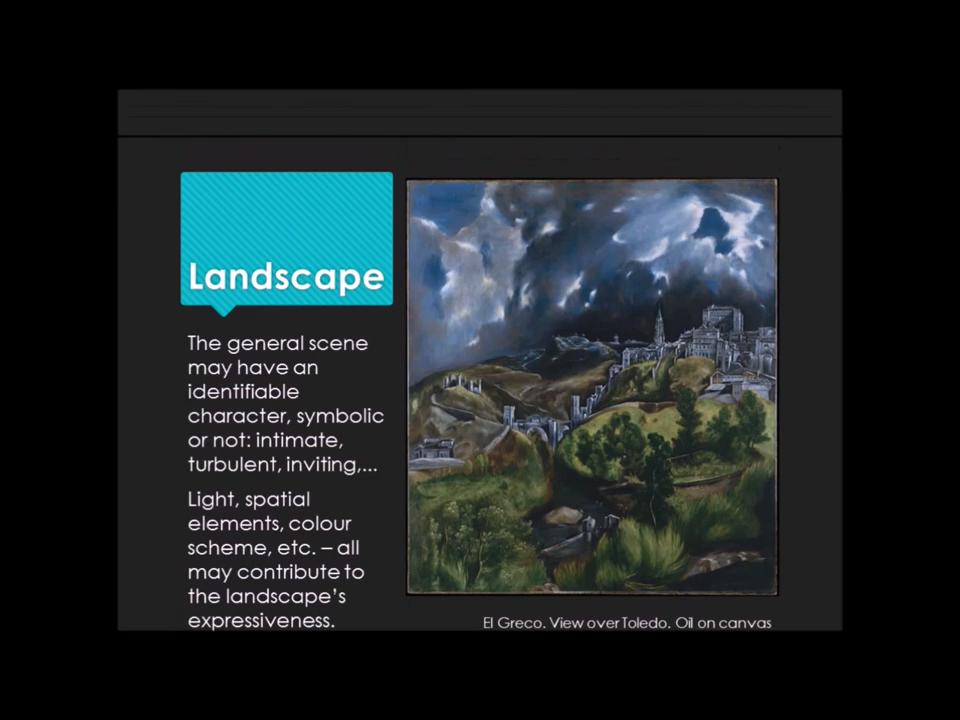 Landscape
The general scene
may have an
identifiable
character, symbolic
or not: intimate,
turbulent, inviting,...
Light, spatial
elements, colour
scheme, etc. – all
may contribute to
the landscape's
expressiveness.
El Greco. View over Toledo. Oil on canvas